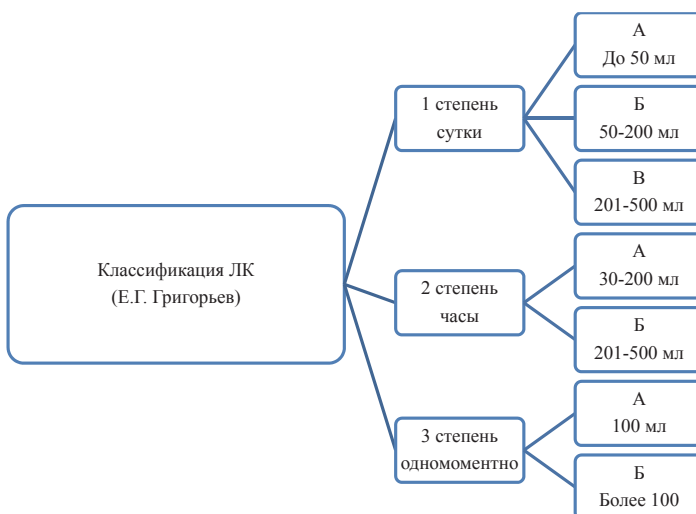 Классификация ЛК
(Е.Г. Григорьев)
1 степень
сутки
А
До 50 мл
Б
50-200 мл
В
201-500 мл
2 степень
часы
А
30-200 мл
Б
201-500 мл
3 степень
одномоментно
А
100 мл
Б
Более 100